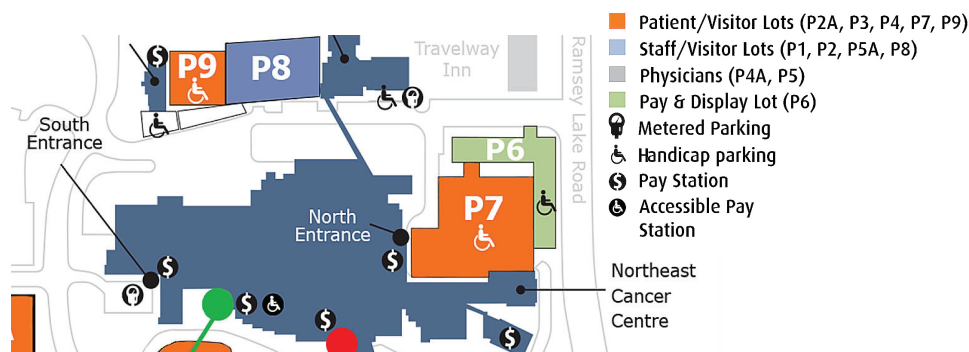 P9
P8
Travelway
Inn
Ramsey Lake Road
South
Entrance
P6
P7
North
Entrance
Northeast
Cancer
Centre
Patient/Visitor Lots (P2A, P3, P4, P7, P9)
Staff/Visitor Lots (P1, P2, P5A, P8)
Physicians (P4A, P5)
Pay & Display Lot (P6)
Metered Parking
Handicap parking
Pay Station
Accessible Pay
Station